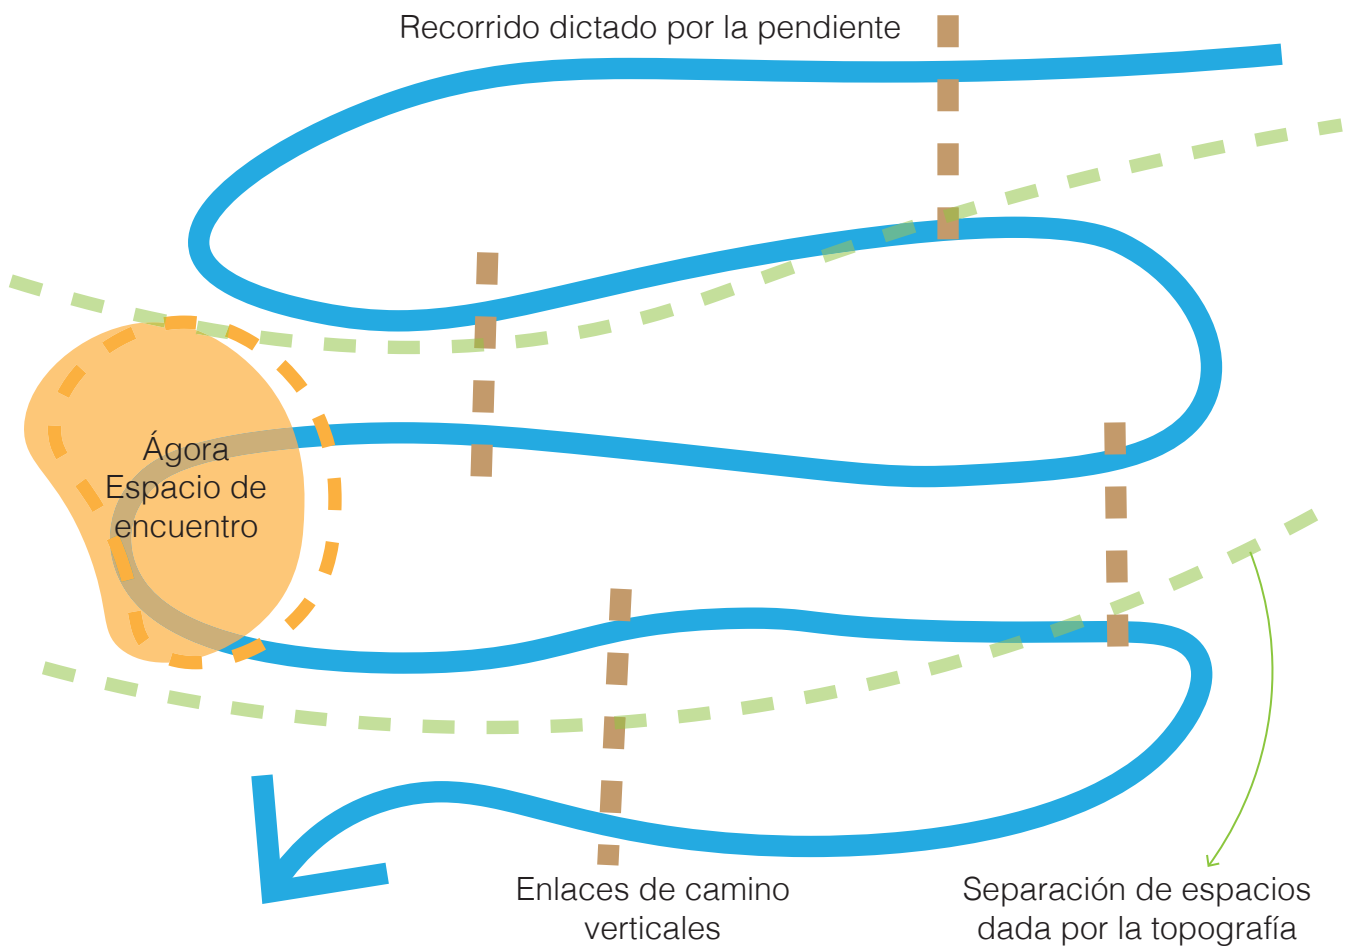 Recorrido dictado por la pendiente
Ágora
Espacio de
encuentro
Enlaces de camino
verticales
Separación de espacios
dada por la topografía